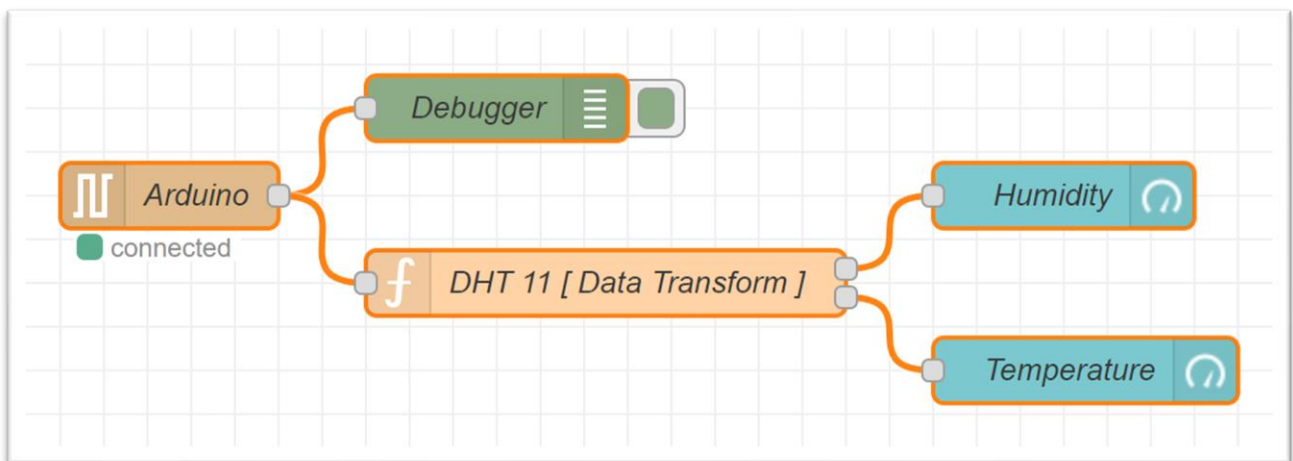 Debugger
Arduino
connected
Humidity
DHT 11 [ Data Transform ]
Temperature